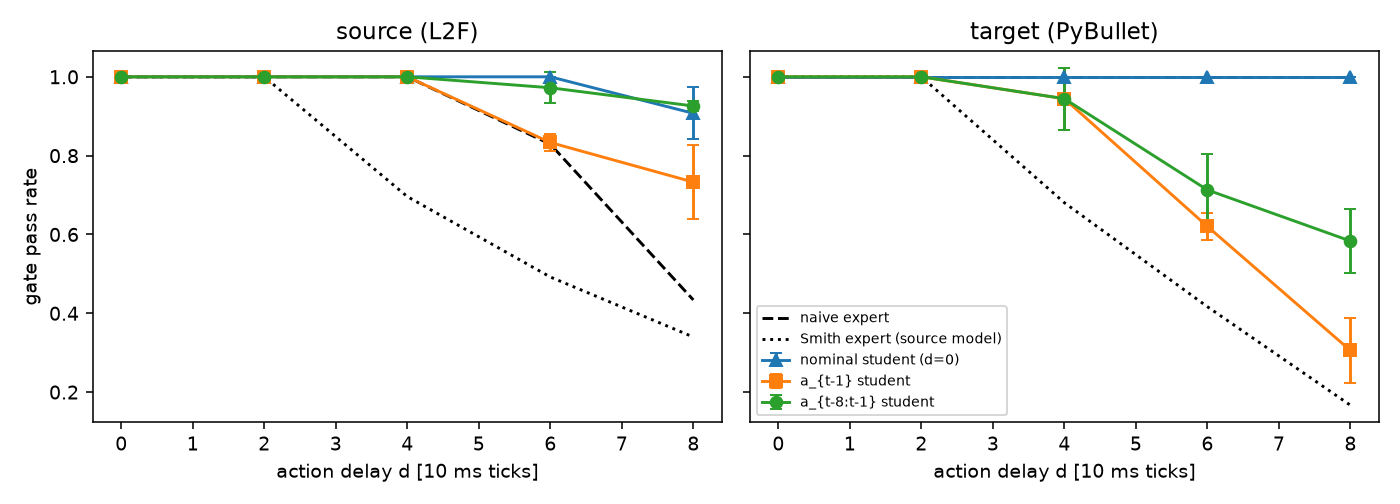 source (L2F)
target (PyBullet)
gate pass rate
1.0
0.8
0.6
0.4
0.2
naive expert
Smith expert (source model)
nominal student (d=0)
a_{t-1} student
a_{t-8:t-1} student
0 1 2 3 4 5 6 7 8
0 1 2 3 4 5 6 7 8
action delay d [10 ms ticks]
action delay d [10 ms ticks]